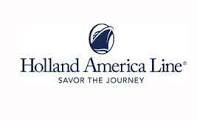 Holland America Line®
SAVOR THE JOURNEY